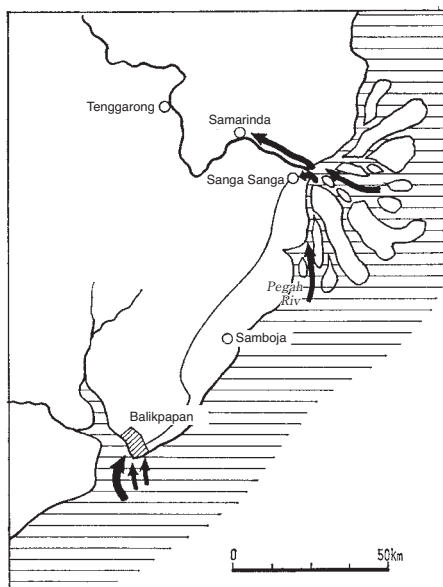 Tenggarong
Samarinda
Sanga Sanga
Pegah
Riv
Samboja
Balikpapan
0 50Km